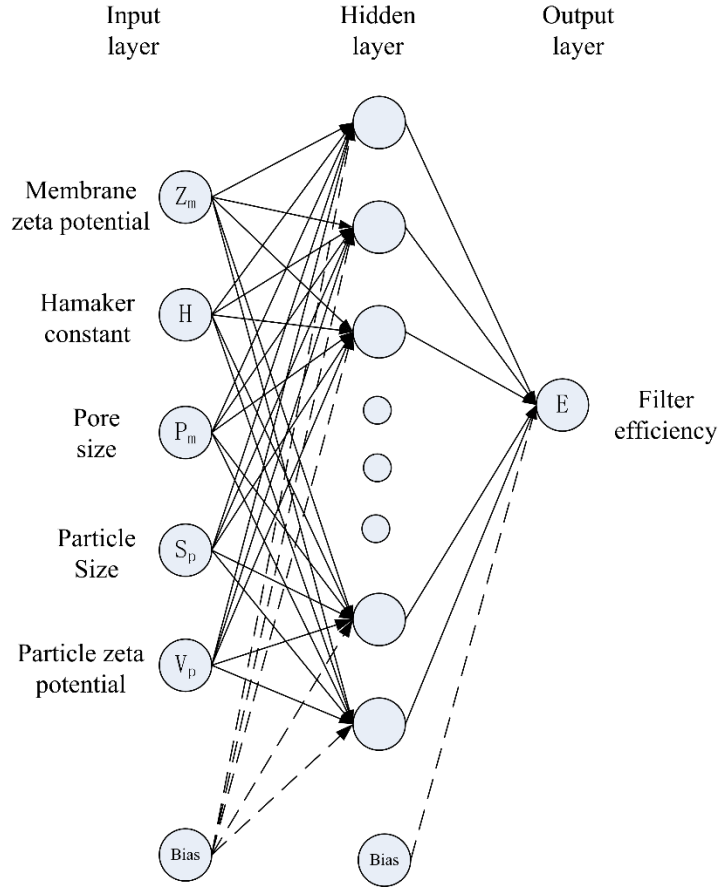 Input
layer
Hidden
layer
Output
layer
Membrane
zeta potential
Zm
Hamaker
constant
H
Pore
size
Pm
Particle
Size
Sp
Particle zeta
potential
Vp
Bias
Bias
E
Filter
efficiency